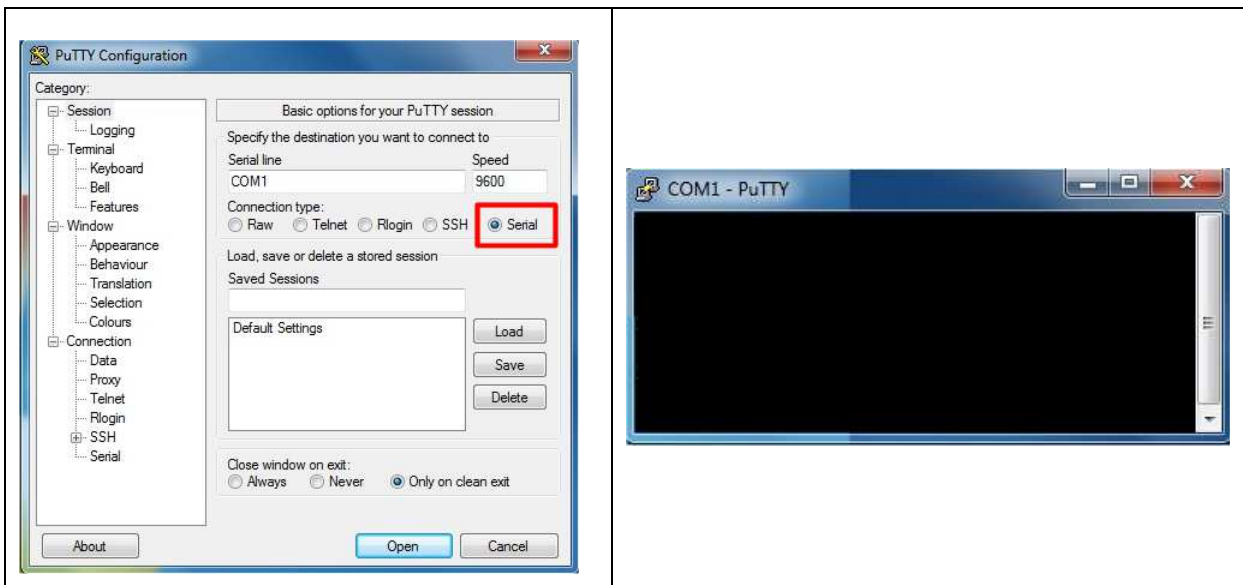 PuTTY Configuration
Category:
Session
Logging
Terminal
Keyboard
Bell
Features
Window
Appearance
Behaviour
Translation
Selection
Colours
Connection
Data
Proxy
Telnet
Rlogin
SSH
Serial
Basic options for your PuTTY session
Specify the destination you want to connect to
Serial line Speed
COM1 9600
Connection type:
Raw Telnet Rlogin SSH Serial
Load, save or delete a stored session
Saved Sessions
Default Settings
Load
Save
Delete
Close window on exit:
Always Never Only on clean exit
About Open Cancel
COM1 - PuTTY